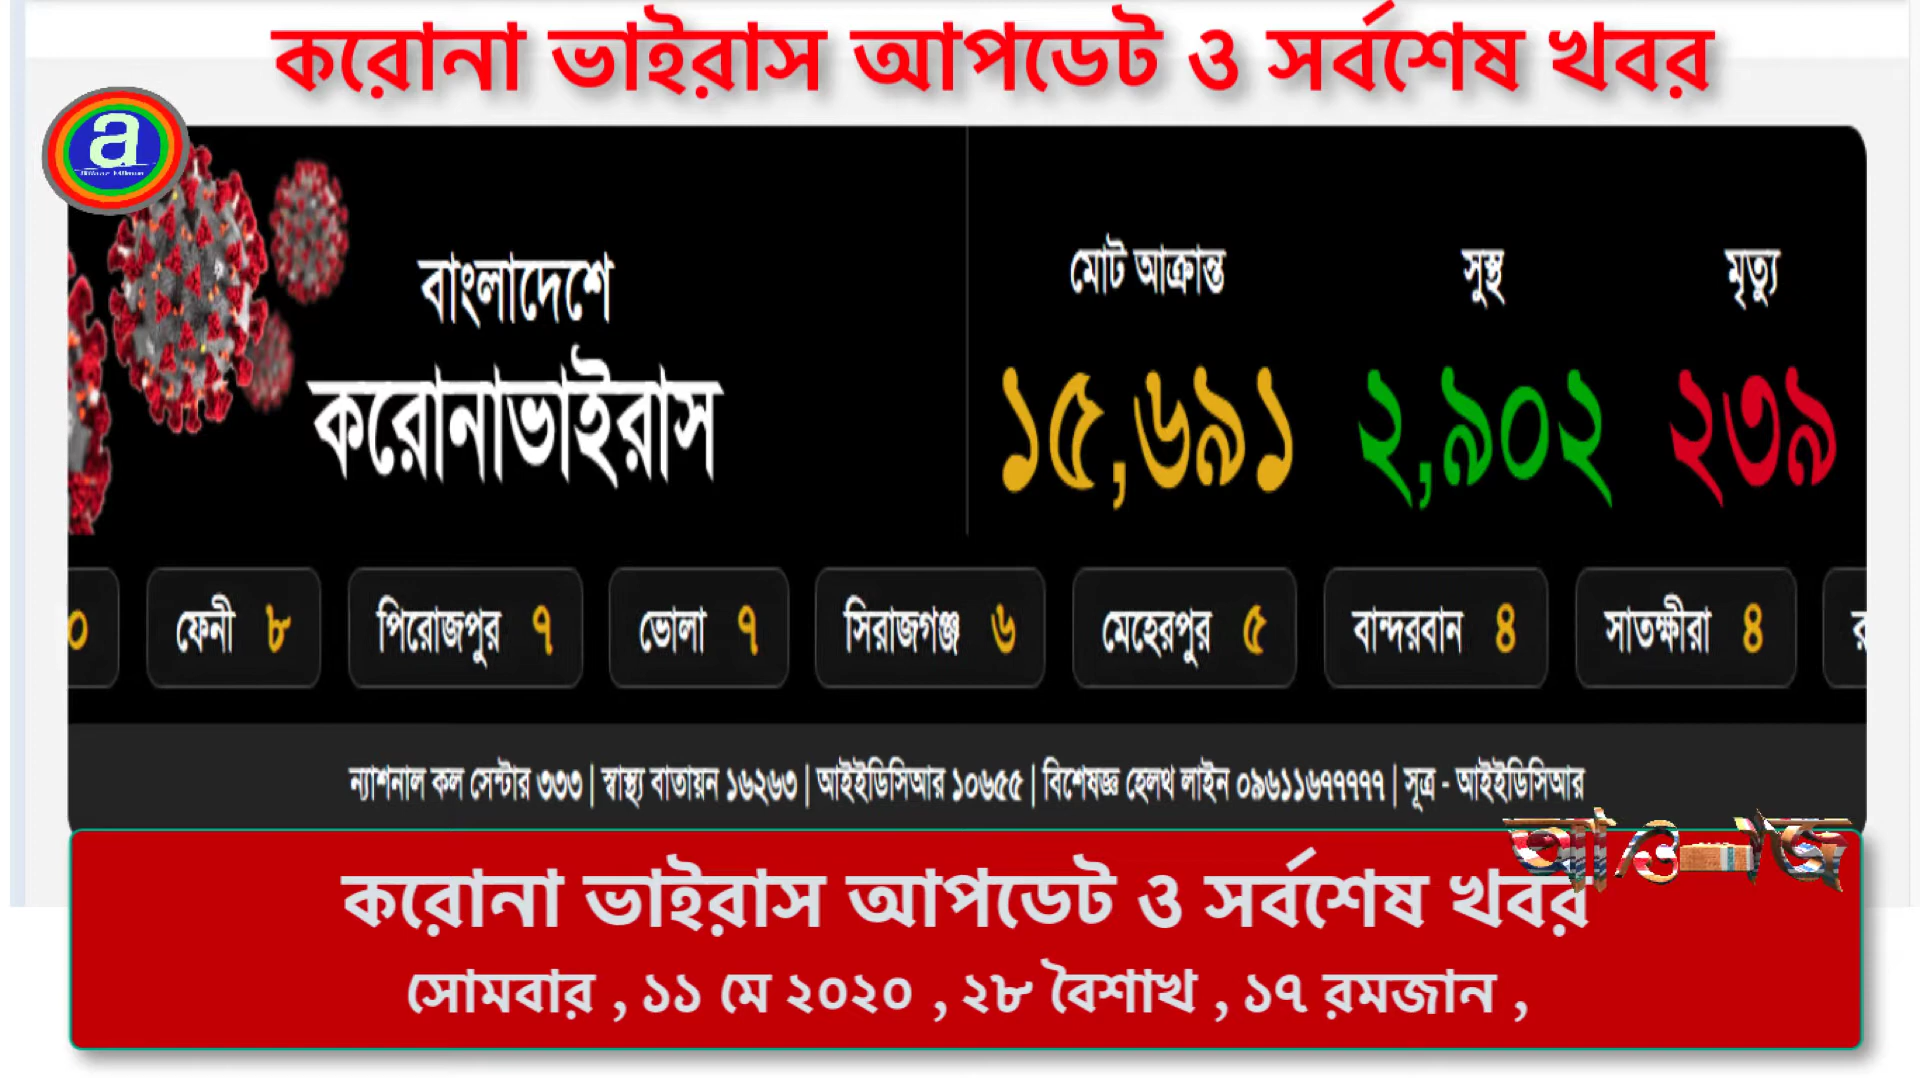 করোনা ভাইরাস আপডেট ও সর্বশেষ খবর
a
বাংলাদেশে
করোনাভাইরাস
মোট আক্রান্ত সুস্থ মৃত্যু
১৫,৬৯১ ২,৯০২ ২৩৯
০ ফেনী ৮ পিরোজপুর ৭ ভোলা ৭ সিরাজগঞ্জ ৬ মেহেরপুর ৫ বান্দরবান ৪ সাতক্ষীরা ৪ র
ন্যাশনাল কল সেন্টার ৩৩৩ | স্বাস্থ্য বাতায়ন ১৬২৬৩ | আইইডিসিআর ১০৬৫৫ | বিশেষজ্ঞ হেলথ লাইন ০৯৬১১৬৭৭৭৭৭ | সূত্র - আইইডিসিআর
করোনা ভাইরাস আপডেট ও সর্বশেষ খবর
সোমবার , ১১ মে ২০২০ , ২৮ বৈশাখ , ১৭ রমজান ,